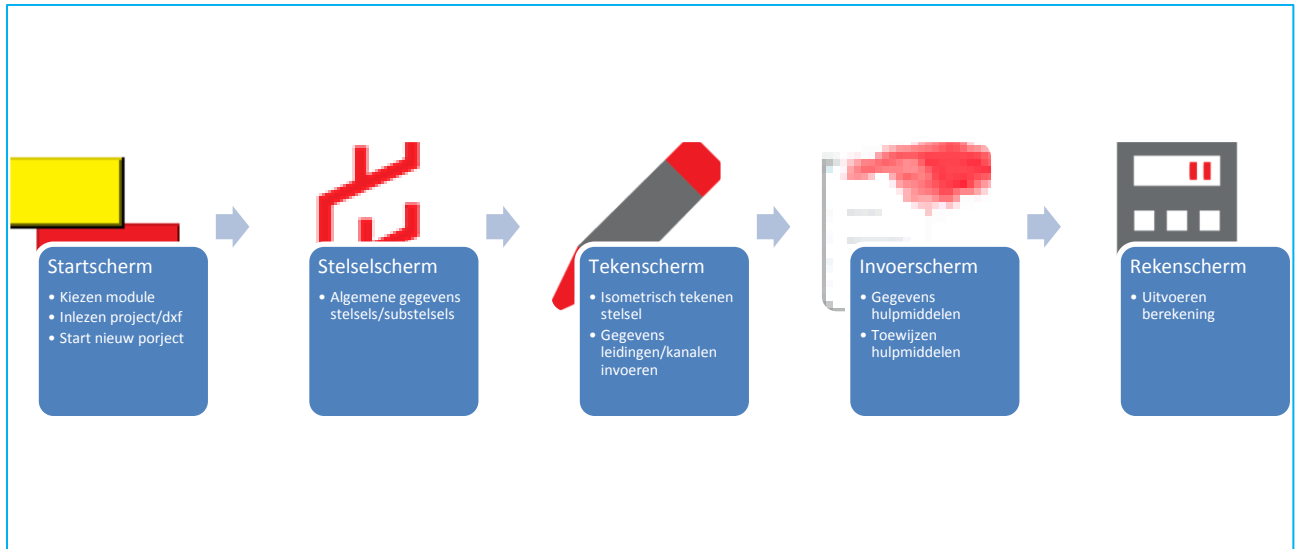 Startscherm
• Kiezen module
• Inlezen project/dxf
• Start nieuw porject
Stelselscherm
• Algemene gegevens
stelsels/substelsels
Tekenscherm
• Isometrisch tekenen
stelsel
• Gegevens
leidingen/kanalen
invoeren
Invoerscherm
• Gegevens
hulpmiddelen
• Toewijzen
hulpmiddelen
Rekenscherm
• Uitvoeren
berekening